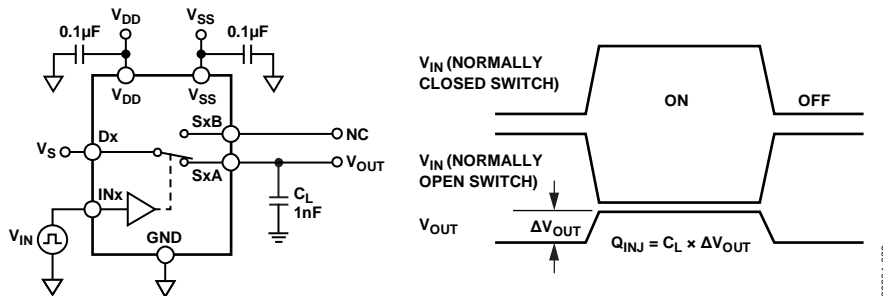 VDD
VSS
0.1µF
0.1µF
VDD
VSS
SxB
NC
VS
Dx
SxA
VOUT
INx
CL
1nF
VIN
GND
VIN (NORMALLY
CLOSED SWITCH)
ON
OFF
VIN (NORMALLY
OPEN SWITCH)
VOUT
ΔVOUT
QINJ = CL × ΔVOUT